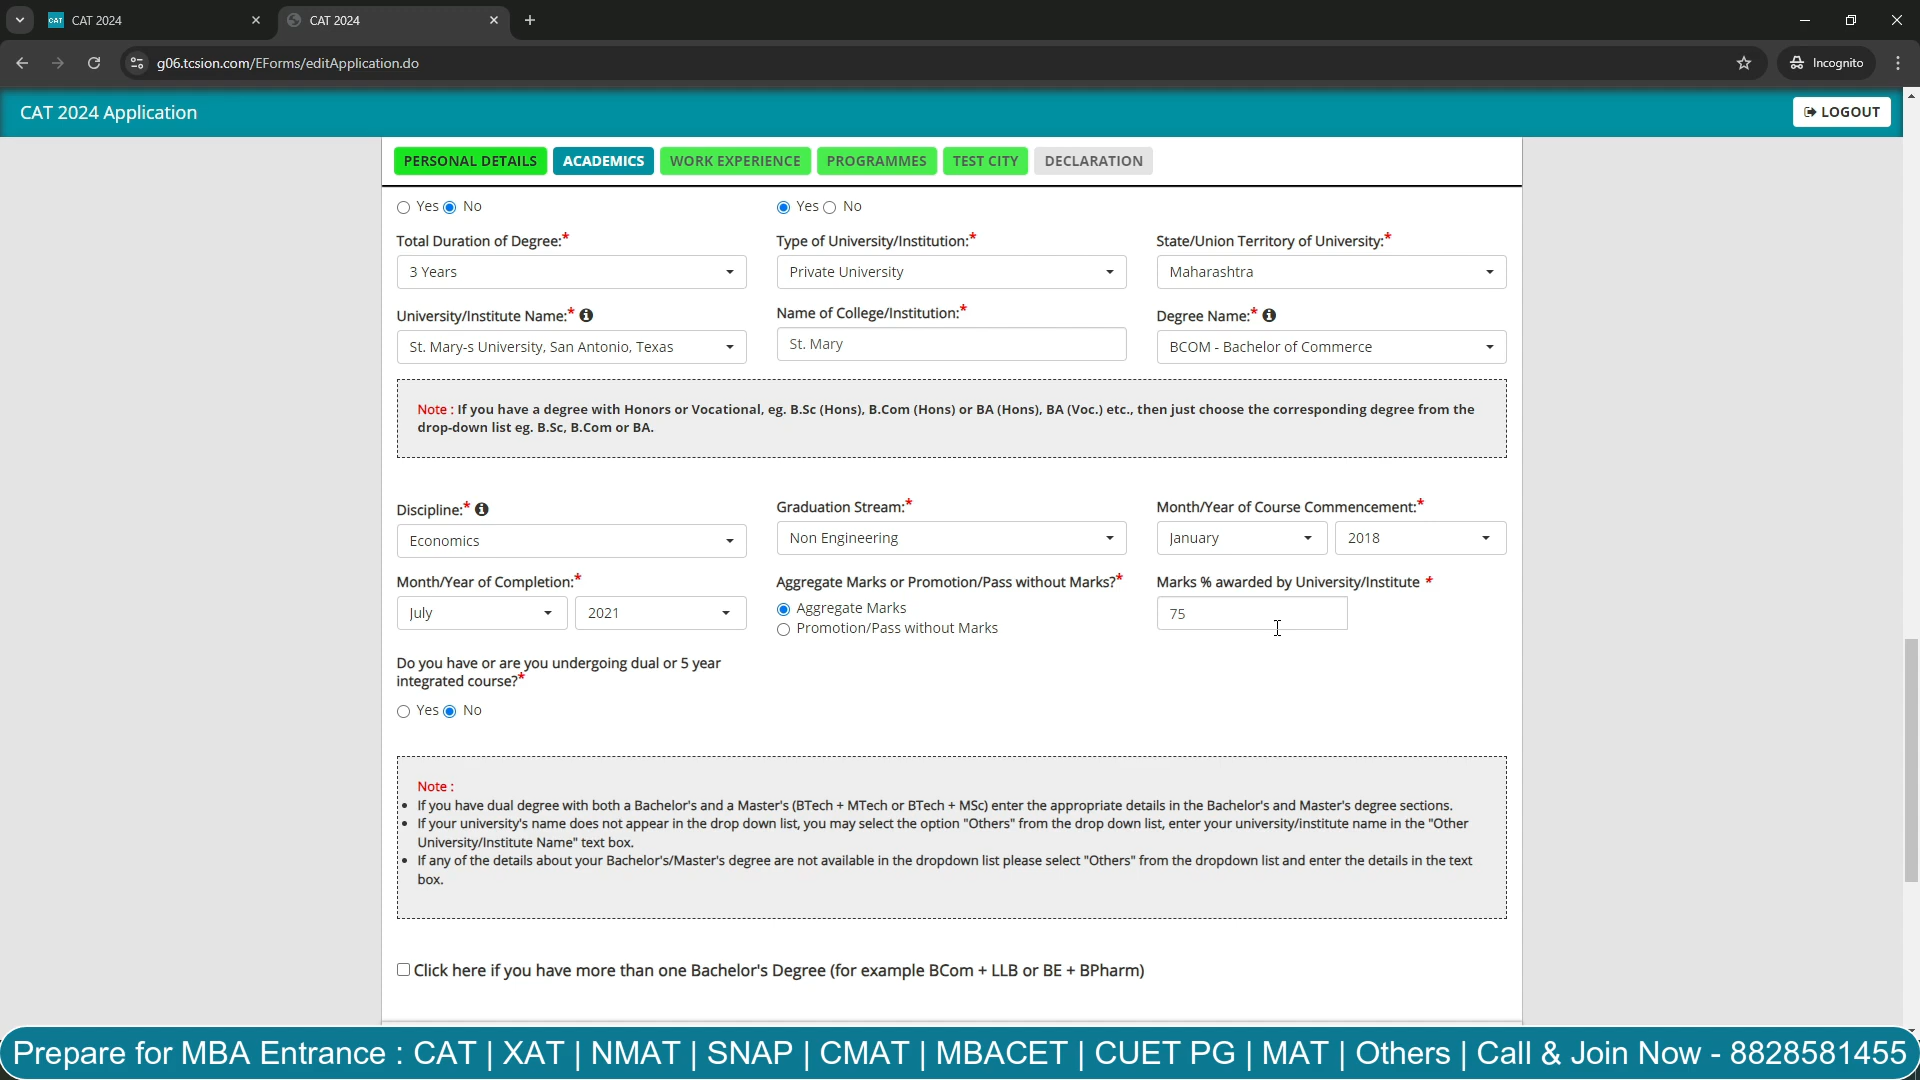 CAT 2024
CAT 2024
g06.tcsion.com/EForms/editApplication.do
Incognito
CAT 2024 Application
LOGOUT
PERSONAL DETAILS
ACADEMICS
WORK EXPERIENCE
PROGRAMMES
TEST CITY
DECLARATION
Yes No
Yes No
Total Duration of Degree:*
Type of University/Institution:*
State/Union Territory of University:*
3 Years
Private University
Maharashtra
University/Institute Name:*
Name of College/Institution:*
Degree Name:*
St. Mary-s University, San Antonio, Texas
St. Mary
BCOM - Bachelor of Commerce
Note : If you have a degree with Honors or Vocational, eg. B.Sc (Hons), B.Com (Hons) or BA (Hons), BA (Voc.) etc., then just choose the corresponding degree from the
drop-down list eg. B.Sc, B.Com or BA.
Discipline:*
Graduation Stream:*
Month/Year of Course Commencement:*
Economics
Non Engineering
January
2018
Month/Year of Completion:*
Aggregate Marks or Promotion/Pass without Marks?*
Marks % awarded by University/Institute *
July
2021
Aggregate Marks
Promotion/Pass without Marks
75
Do you have or are you undergoing dual or 5 year
integrated course?*
Yes No
Note :
If you have dual degree with both a Bachelor's and a Master's (BTech + MTech or BTech + MSc) enter the appropriate details in the Bachelor's and Master's degree sections.
If your university's name does not appear in the drop down list, you may select the option "Others" from the drop down list, enter your university/institute name in the "Other
University/Institute Name" text box.
If any of the details about your Bachelor's/Master's degree are not available in the dropdown list please select "Others" from the dropdown list and enter the details in the text
box.
Click here if you have more than one Bachelor's Degree (for example BCom + LLB or BE + BPharm)
Prepare for MBA Entrance : CAT | XAT | NMAT | SNAP | CMAT | MBACET | CUET PG | MAT | Others | Call & Join Now - 8828581455